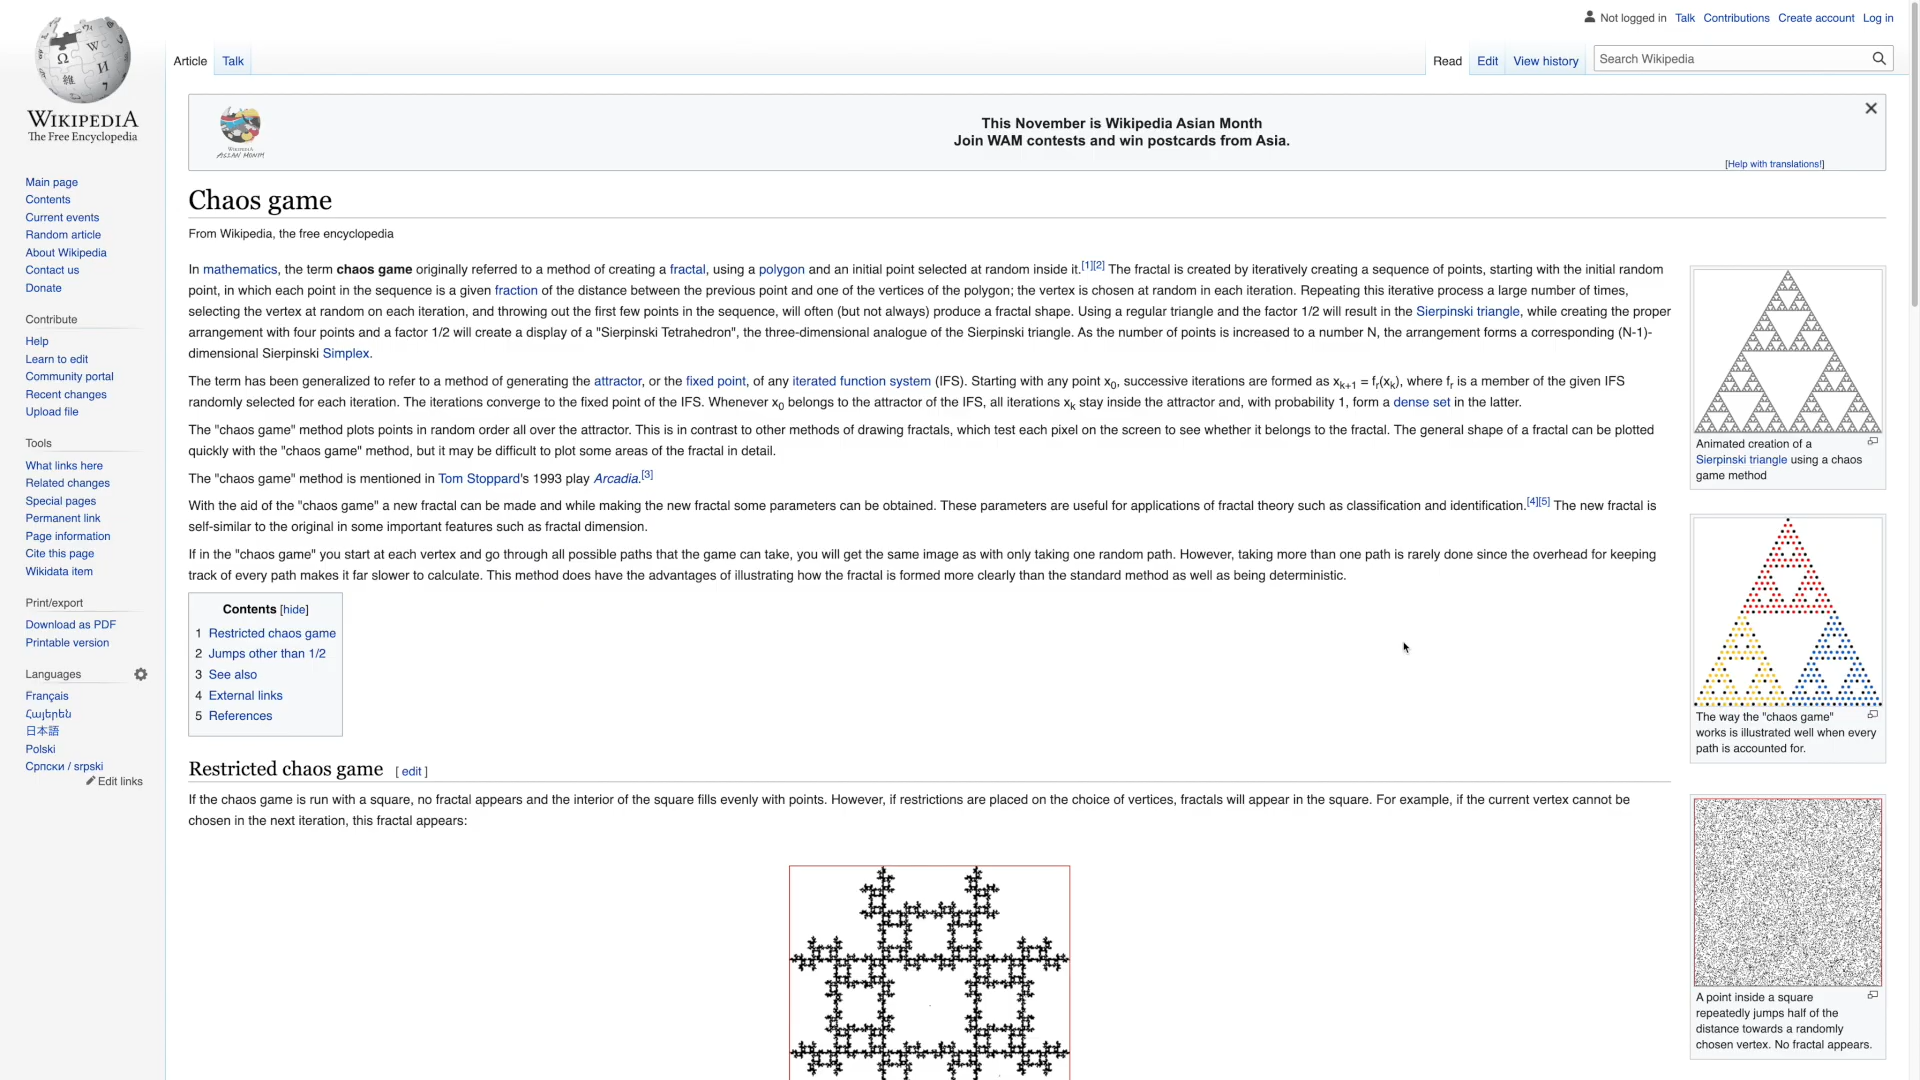 Not logged in Talk Contributions Create account Log in
Article Talk Read Edit View history Search Wikipedia
WIKIPEDIA
The Free Encyclopedia
Main page
Contents
Current events
Random article
About Wikipedia
Contact us
Donate
Contribute
Help
Learn to edit
Community portal
Recent changes
Upload file
Tools
What links here
Related changes
Special pages
Permanent link
Page information
Cite this page
Wikidata item
Print/export
Download as PDF
Printable version
Languages
Français
Հայերեն
日本語
Polski
Српски / srpski
Edit links
WIKIPEDIA
ASIAN MONTH
This November is Wikipedia Asian Month
Join WAM contests and win postcards from Asia.
[Help with translations!]
Chaos game
From Wikipedia, the free encyclopedia
In mathematics, the term chaos game originally referred to a method of creating a fractal, using a polygon and an initial point selected at random inside it.[1][2] The fractal is created by iteratively creating a sequence of points, starting with the initial random
point, in which each point in the sequence is a given fraction of the distance between the previous point and one of the vertices of the polygon; the vertex is chosen at random in each iteration. Repeating this iterative process a large number of times,
selecting the vertex at random on each iteration, and throwing out the first few points in the sequence, will often (but not always) produce a fractal shape. Using a regular triangle and the factor 1/2 will result in the Sierpinski triangle, while creating the proper
arrangement with four points and a factor 1/2 will create a display of a "Sierpinski Tetrahedron", the three-dimensional analogue of the Sierpinski triangle. As the number of points is increased to a number N, the arrangement forms a corresponding (N-1)-
dimensional Sierpinski Simplex.
The term has been generalized to refer to a method of generating the attractor, or the fixed point, of any iterated function system (IFS). Starting with any point x0, successive iterations are formed as xk+1 = fr(xk), where fr is a member of the given IFS
randomly selected for each iteration. The iterations converge to the fixed point of the IFS. Whenever x0 belongs to the attractor of the IFS, all iterations xk stay inside the attractor and, with probability 1, form a dense set in the latter.
The "chaos game" method plots points in random order all over the attractor. This is in contrast to other methods of drawing fractals, which test each pixel on the screen to see whether it belongs to the fractal. The general shape of a fractal can be plotted
quickly with the "chaos game" method, but it may be difficult to plot some areas of the fractal in detail.
The "chaos game" method is mentioned in Tom Stoppard's 1993 play Arcadia.[3]
With the aid of the "chaos game" a new fractal can be made and while making the new fractal some parameters can be obtained. These parameters are useful for applications of fractal theory such as classification and identification.[4][5] The new fractal is
self-similar to the original in some important features such as fractal dimension.
If in the "chaos game" you start at each vertex and go through all possible paths that the game can take, you will get the same image as with only taking one random path. However, taking more than one path is rarely done since the overhead for keeping
track of every path makes it far slower to calculate. This method does have the advantages of illustrating how the fractal is formed more clearly than the standard method as well as being deterministic.
Contents [hide]
1 Restricted chaos game
2 Jumps other than 1/2
3 See also
4 External links
5 References
Restricted chaos game [ edit ]
If the chaos game is run with a square, no fractal appears and the interior of the square fills evenly with points. However, if restrictions are placed on the choice of vertices, fractals will appear in the square. For example, if the current vertex cannot be
chosen in the next iteration, this fractal appears:
Animated creation of a
Sierpinski triangle using a chaos
game method
The way the "chaos game"
works is illustrated well when every
path is accounted for.
A point inside a square
repeatedly jumps half of the
distance towards a randomly
chosen vertex. No fractal appears.